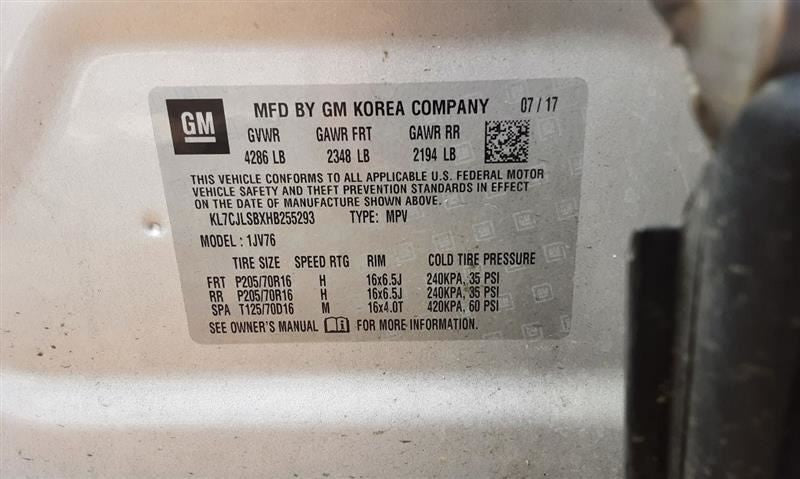 GM MFD BY GM KOREA COMPANY 07 / 17
GVWR GAWR FRT GAWR RR
4286 LB 2348 LB 2194 LB
THIS VEHICLE CONFORMS TO ALL APPLICABLE U.S. FEDERAL MOTOR
VEHICLE SAFETY AND THEFT PREVENTION STANDARDS IN EFFECT
ON THE DATE OF MANUFACTURE SHOWN ABOVE.
KL7CJLSBXHB255293 TYPE: MPV
MODEL : 1JV76
TIRE SIZE SPEED RTG RIM COLD TIRE PRESSURE
FRT P205/70R16 H 16x6.5J 240KPA, 35 PSI
RR P205/70R16 H 16x6.5J 240KPA, 35 PSI
SPA T125/70D16 M 16x4.0T 420KPA, 60 PSI
SEE OWNER'S MANUAL FOR MORE INFORMATION.